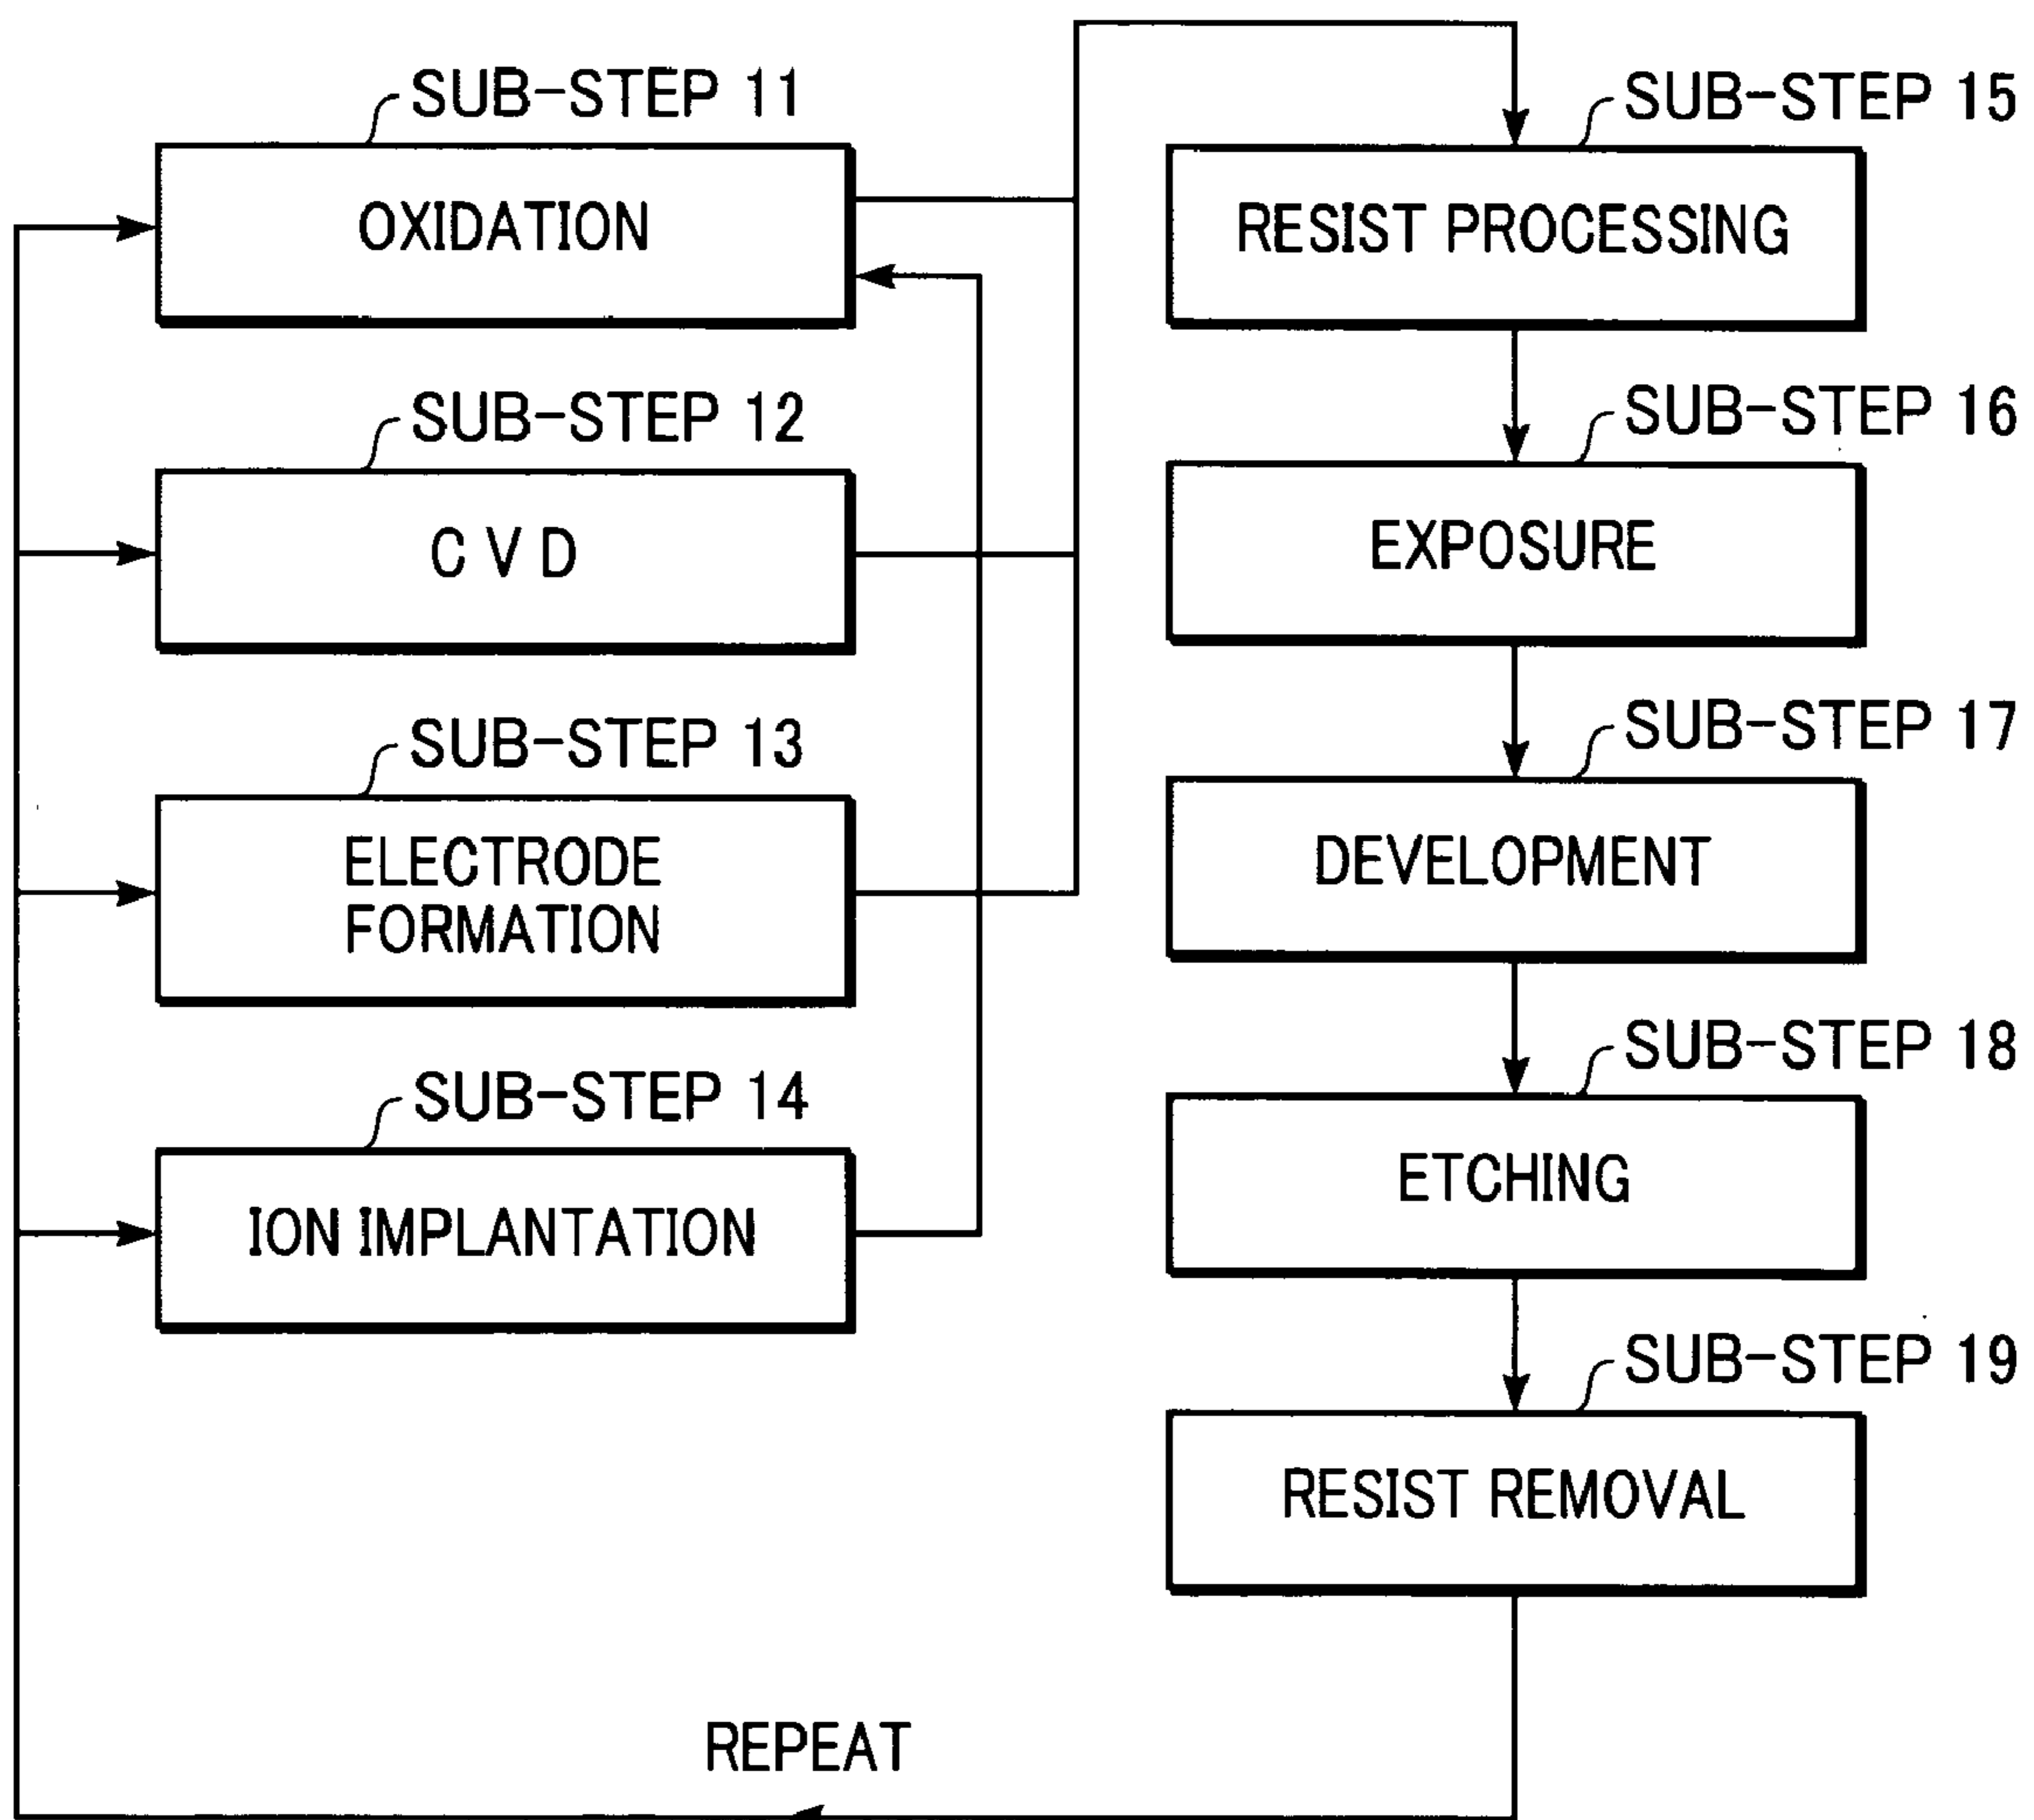 SUB-STEP 11
OXIDATION
SUB-STEP 12
C V D
SUB-STEP 13
ELECTRODE
FORMATION
SUB-STEP 14
ION IMPLANTATION
SUB-STEP 15
RESIST PROCESSING
SUB-STEP 16
EXPOSURE
SUB-STEP 17
DEVELOPMENT
SUB-STEP 18
ETCHING
SUB-STEP 19
RESIST REMOVAL
REPEAT